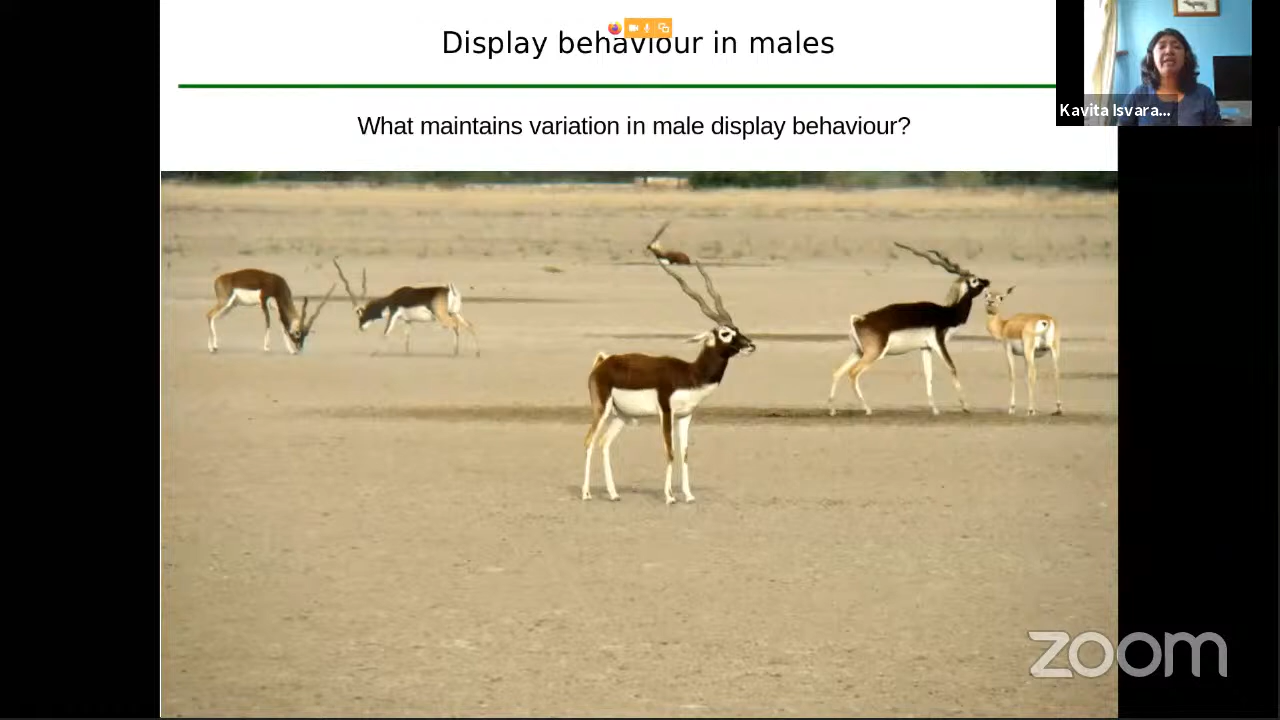 Display behaviour in males
What maintains variation in male display behaviour?
Kavita Isvara...
zoom